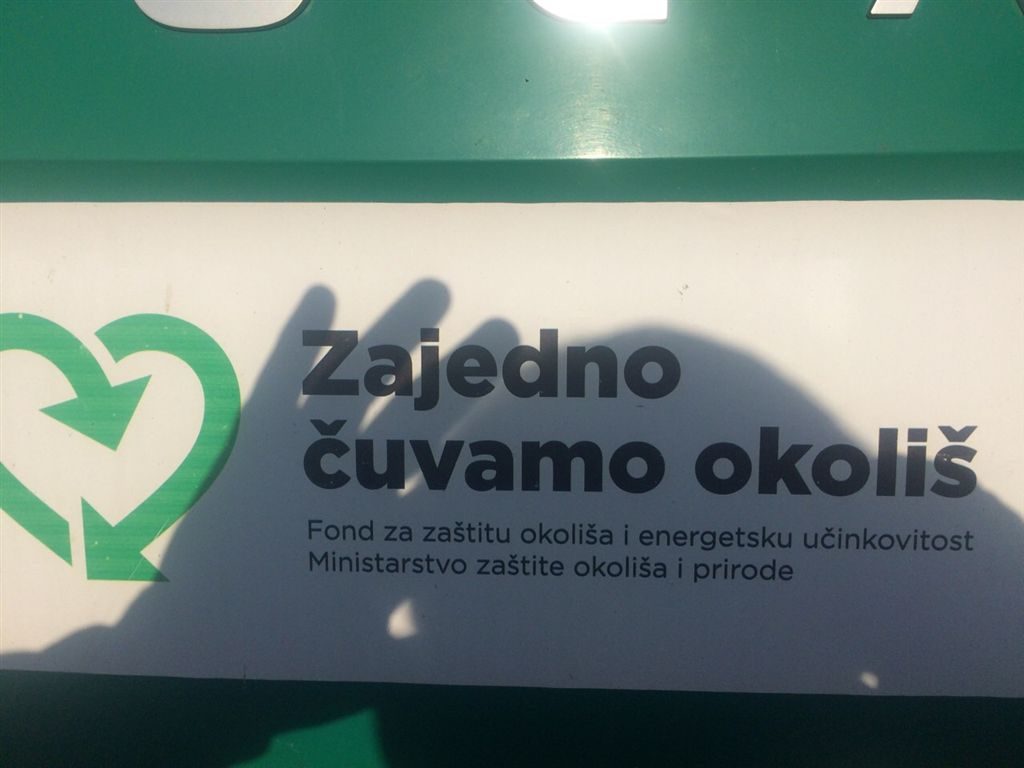 Zajedno
čuvamo okoliš
Fond za zaštitu okoliša i energetsku učinkovitost
Ministarstvo zaštite okoliša i prirode